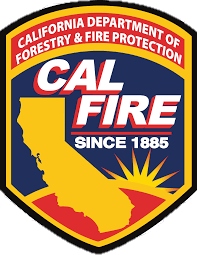 CALIFORNIA DEPARTMENT OF
FORESTRY & FIRE PROTECTION
CAL
FIRE
SINCE 1885